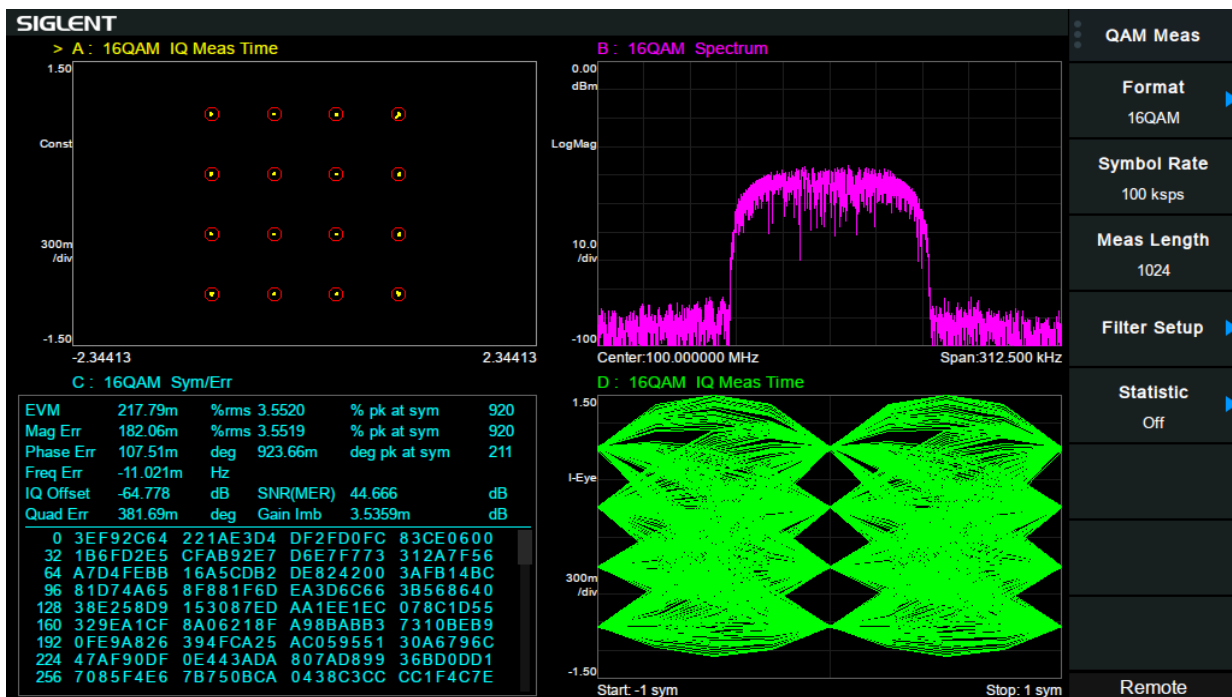 SIGLENT
> A : 16QAM IQ Meas Time
1.50
Const
300m
/div
-1.50
-2.34413 2.34413
B : 16QAM Spectrum
0.00
dBm
LogMag
10.0
/div
-100
Center:100.000000 MHz Span:312.500 kHz
C : 16QAM Sym/Err
EVM 217.79m %rms 3.5520 % pk at sym 920
Mag Err 182.06m %rms 3.5519 % pk at sym 920
Phase Err 107.51m deg 923.66m deg pk at sym 211
Freq Err -11.021m Hz
IQ Offset -64.778 dB SNR(MER) 44.666 dB
Quad Err 381.69m deg Gain Imb 3.5359m dB
0 3EF92C64 221AE3D4 DF2FD0FC 83CE0600
32 1B6FD2E5 CFAB92E7 D6E7F773 312A7F56
64 A7D4FEBB 16A5CDB2 DE824200 3AFB14BC
96 81D74A65 8F881F6D EA3D6C66 3B568640
128 38E258D9 153087ED AA1EE1EC 078C1D55
160 329EA1CF 8A06218F A98BABB3 7310BEB9
192 0FE9A826 394FCA25 AC059551 30A6796C
224 47AF90DF 0E443ADA 807AD899 36BD0DD1
256 7085F4E6 7B750BCA 0438C3CC CC1F4C7E
D : 16QAM IQ Meas Time
1.50
I-Eye
300m
/div
-1.50
Start: -1 sym Stop: 1 sym
QAM Meas
Format
16QAM
Symbol Rate
100 ksps
Meas Length
1024
Filter Setup
Statistic
Off
Remote